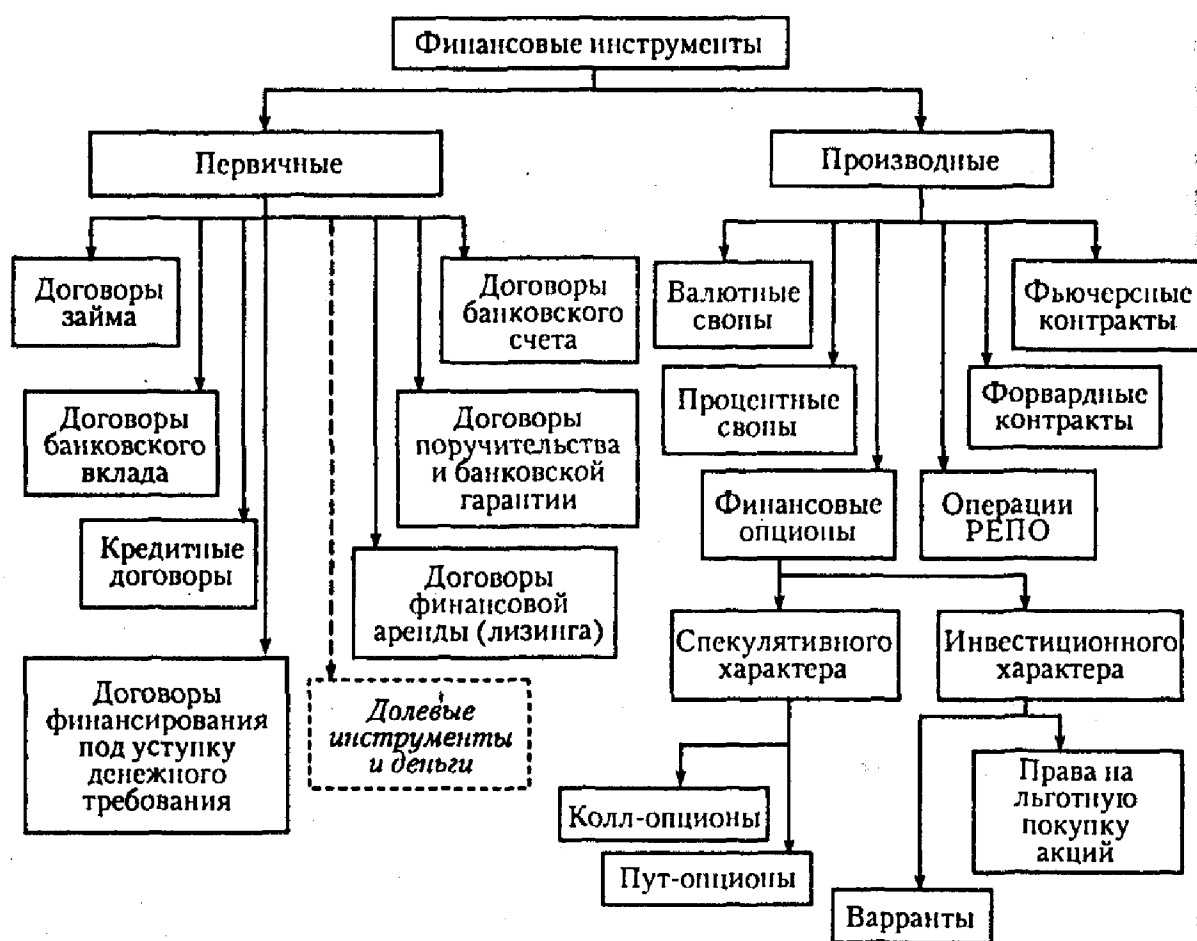 Финансовые инструменты
Первичные
Производные
Договоры
займа
Договоры
банковского
счета
Валютные
свопы
Фьючерсные
контракты
Договоры
банковского
вклада
Договоры
поручительства
и банковской
гарантии
Процентные
свопы
Форвардные
контракты
Кредитные
договоры
Договоры
финансовой
аренды (лизинга)
Финансовые
опционы
Операции
РЕПО
Договоры
финансирования
под уступку
денежного
требования
Долевые
инструменты
и деньги
Спекулятивного
характера
Инвестиционного
характера
Колл-опционы
Пут-опционы
Права на
льготную
покупку
акций
Варранты